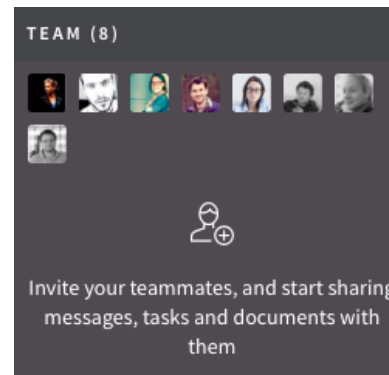 TEAM (8)
Invite your teammates, and start sharing
messages, tasks and documents with
them